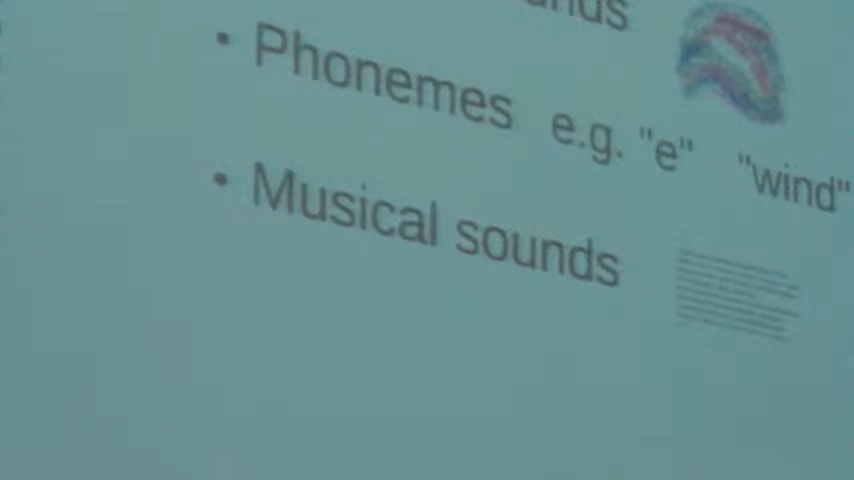 • Phonemes e.g. "e" "wind"
• Musical sounds